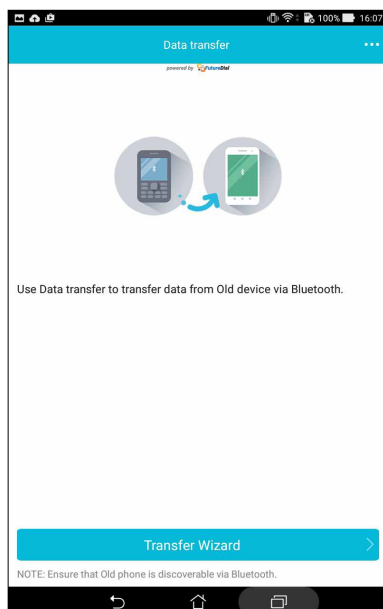 100% 16:07
Data transfer
powered by FutureDial
Use Data transfer to transfer data from Old device via Bluetooth.
Transfer Wizard
NOTE: Ensure that Old phone is discoverable via Bluetooth.